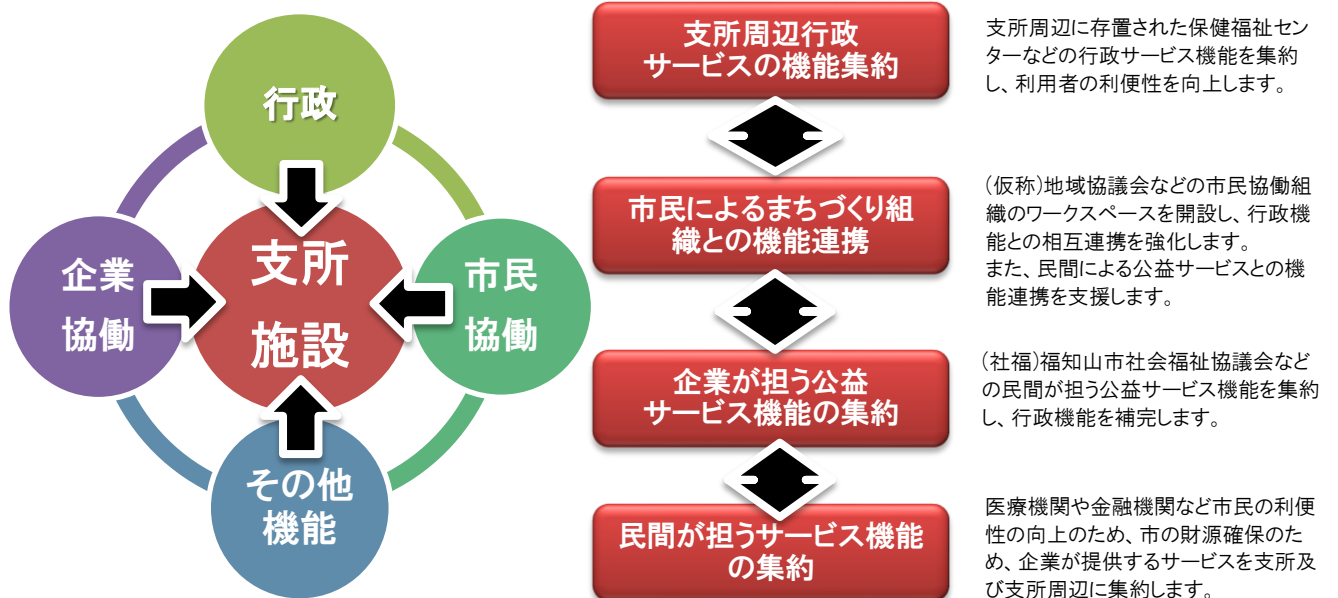 行政
企業
協働
支所
施設
市民
協働
その他
機能
支所周辺行政
サービスの機能集約
支所周辺に存置された保健福祉セン
ターなどの行政サービス機能を集約
し、利用者の利便性を向上します。
市民によるまちづくり組
織との機能連携
(仮称)地域協議会などの市民協働組
織のワークスペースを開設し、行政機
能との相互連携を強化します。
また、民間による公益サービスとの機
能連携を支援します。
企業が担う公益
サービス機能の集約
(社福)福知山市社会福祉協議会など
の民間が担う公益サービス機能を集約
し、行政機能を補完します。
民間が担うサービス機能
の集約
医療機関や金融機関など市民の利便
性の向上のため、市の財源確保のた
め、企業が提供するサービスを支所及
び支所周辺に集約します。